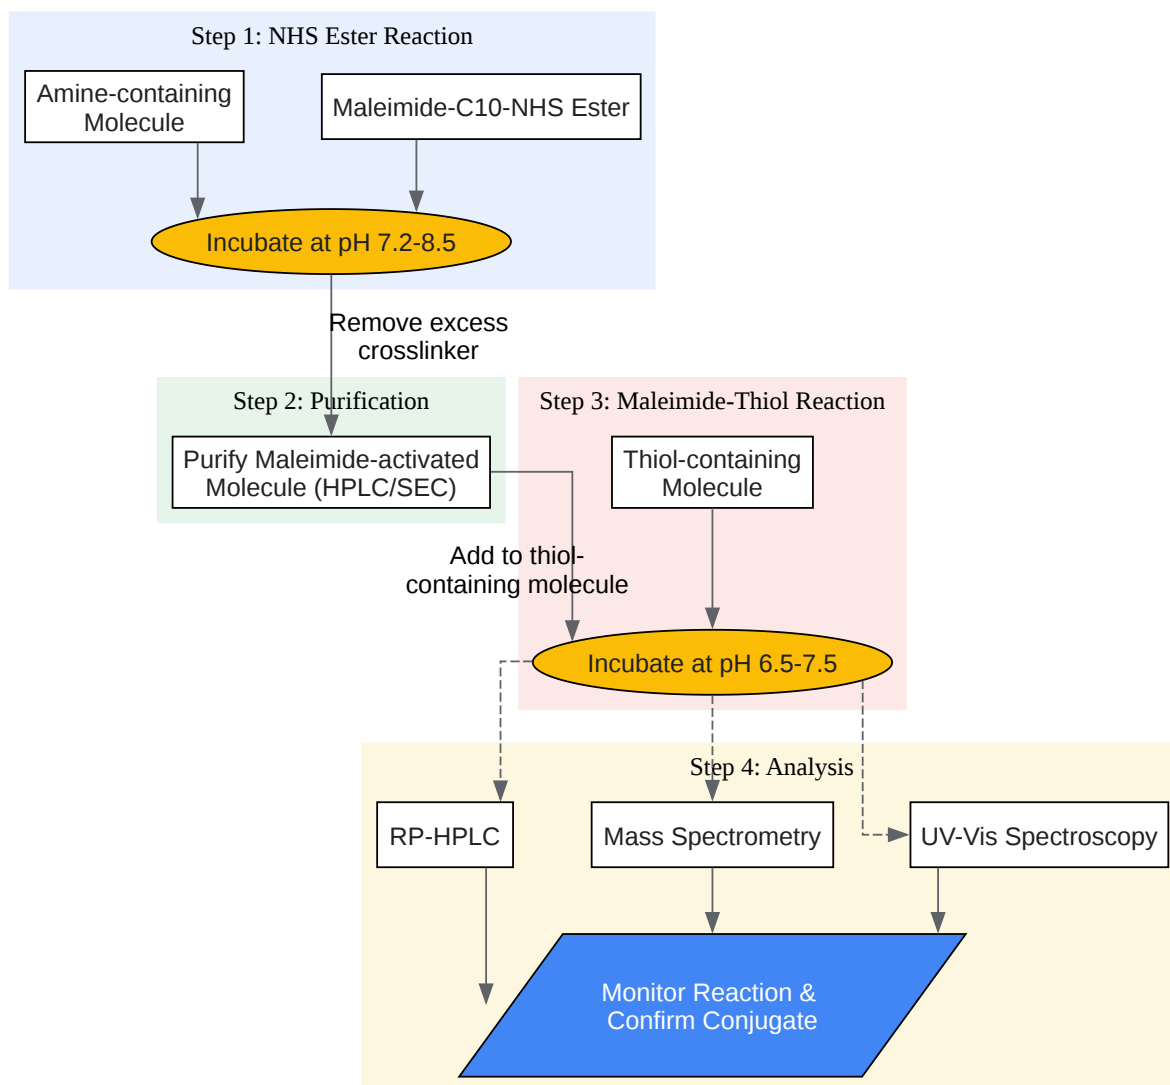 Step 1: NHS Ester Reaction
Amine-containing
Molecule
Maleimide-C10-NHS Ester
Incubate at pH 7.2-8.5
Remove excess
crosslinker
Step 2: Purification
Purify Maleimide-activated
Molecule (HPLC/SEC)
Step 3: Maleimide-Thiol Reaction
Thiol-containing
Molecule
Add to thiol-
containing molecule
Incubate at pH 6.5-7.5
Step 4: Analysis
RP-HPLC
Mass Spectrometry
UV-Vis Spectroscopy
Monitor Reaction &
Confirm Conjugate